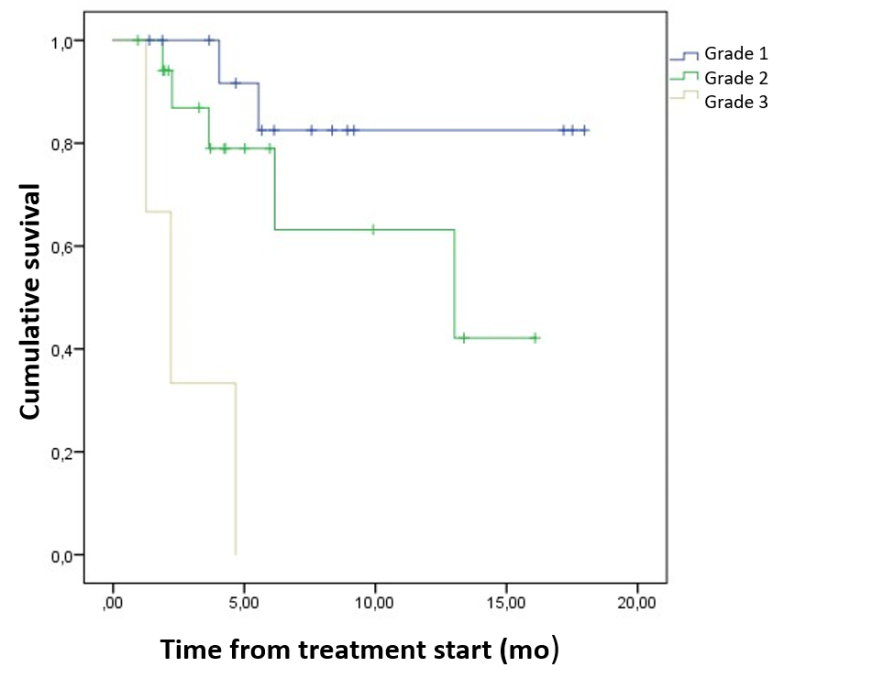 1,0
0,8
0,6
0,4
0,2
0,0
Cumulative suvival
,00
5,00
10,00
15,00
20,00
Time from treatment start (mo)
Grade 1
Grade 2
Grade 3